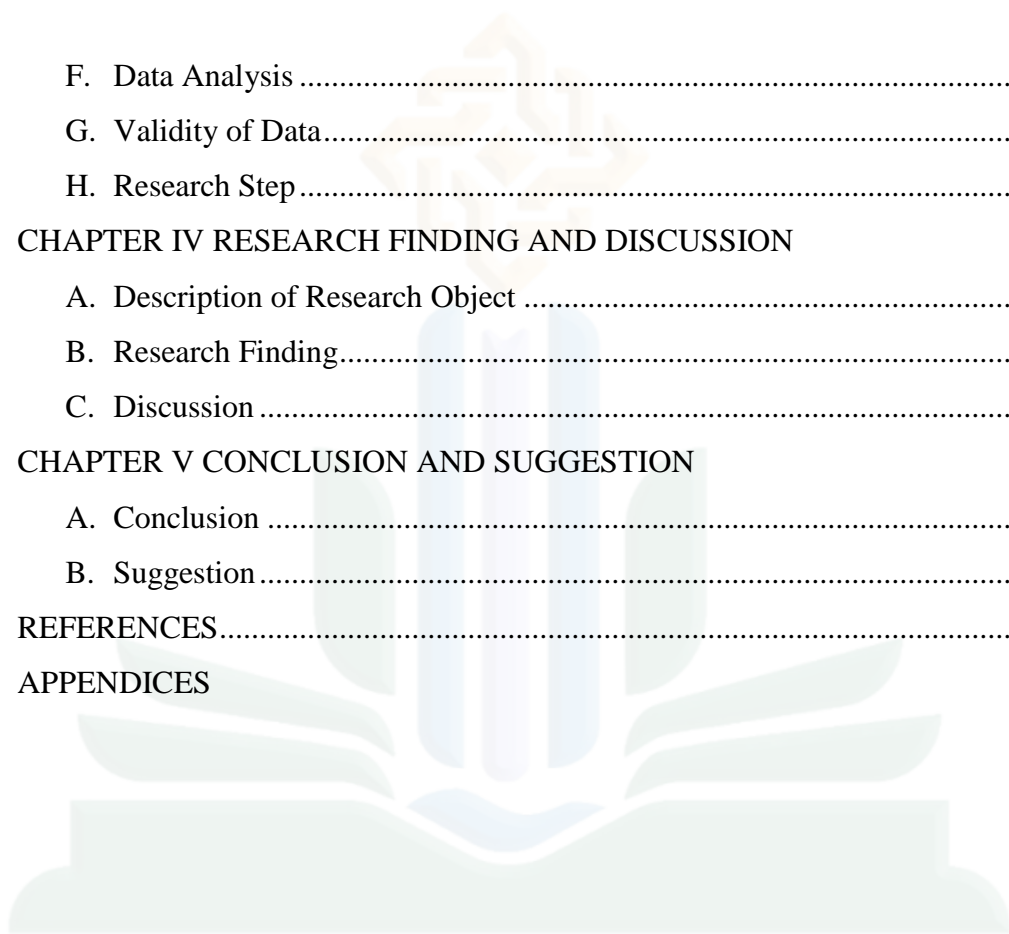 F. Data Analysis ..........................................................................................
G. Validity of Data.......................................................................................
H. Research Step ..........................................................................................
CHAPTER IV RESEARCH FINDING AND DISCUSSION
A. Description of Research Object .............................................................
B. Research Finding.....................................................................................
C. Discussion ...............................................................................................
CHAPTER V CONCLUSION AND SUGGESTION
A. Conclusion ..............................................................................................
B. Suggestion ...............................................................................................
REFERENCES....................................................................................................
APPENDICES